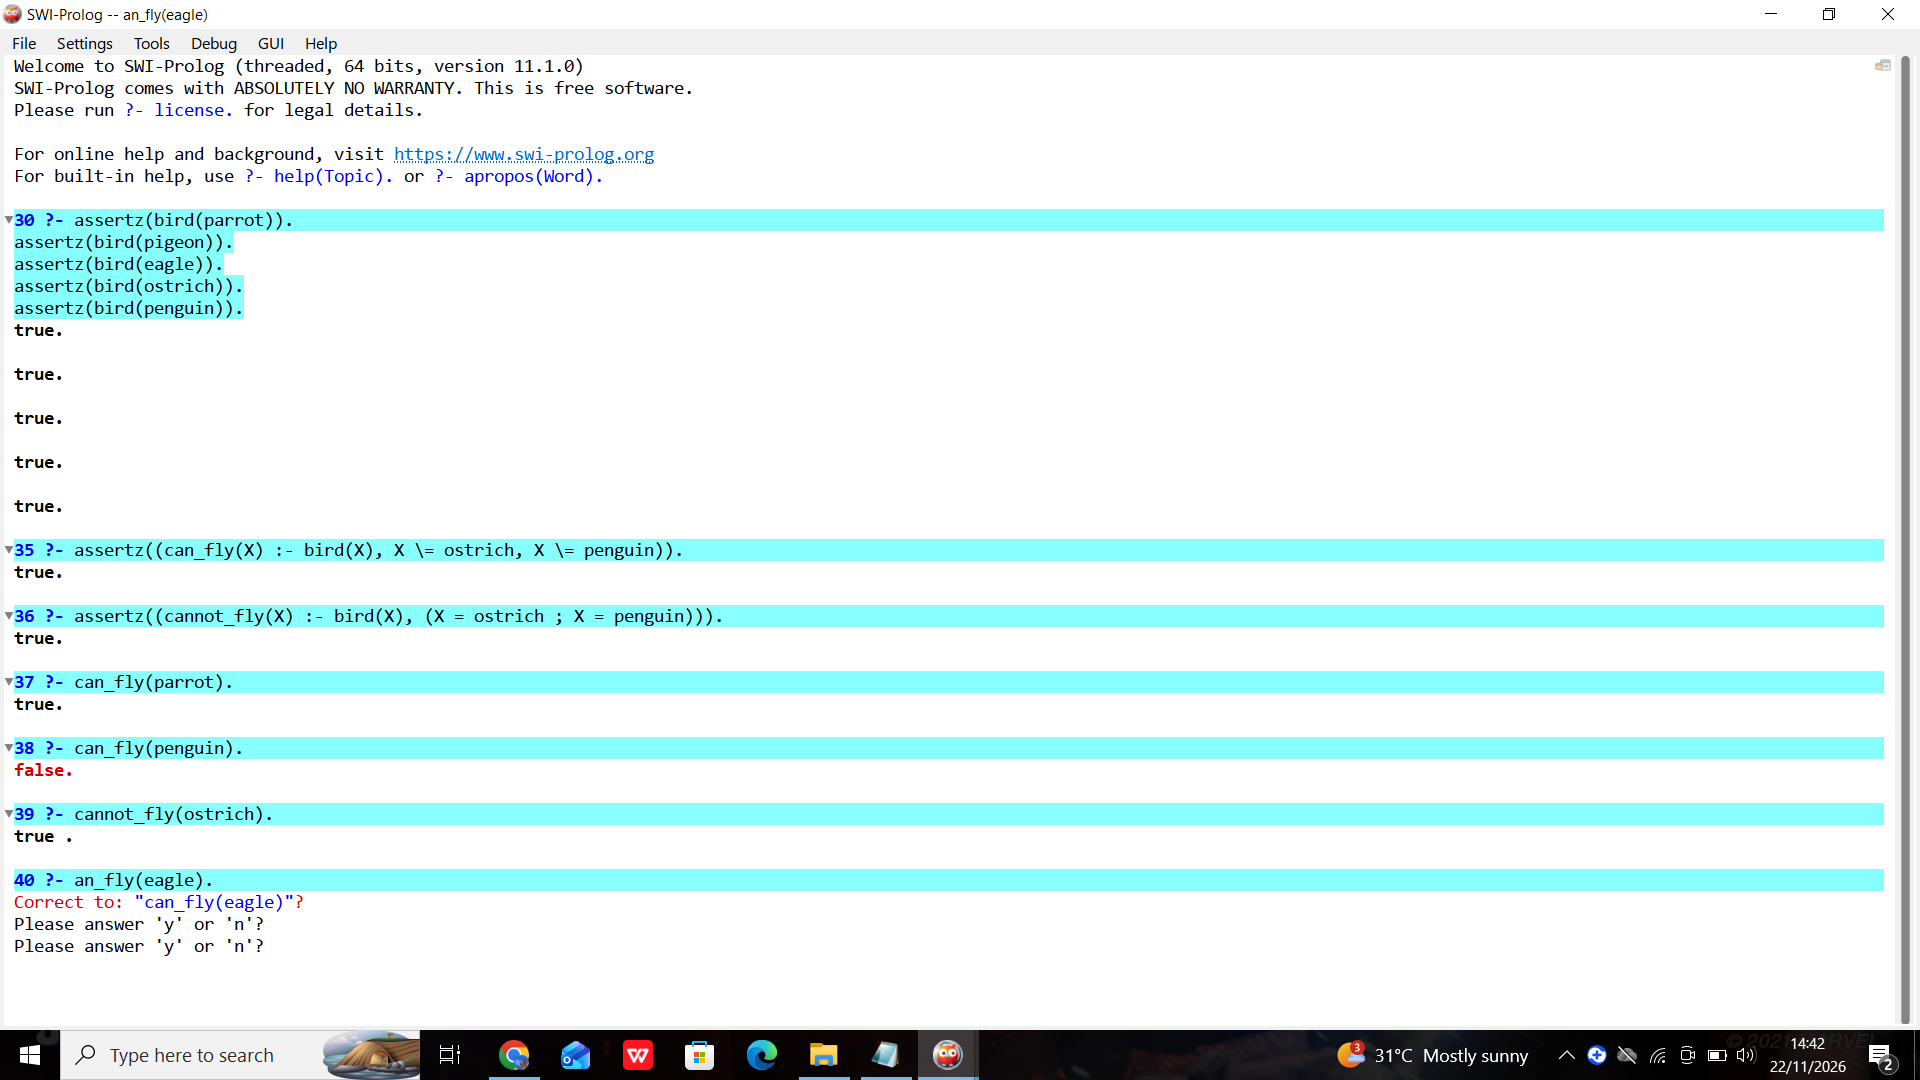 SWI-Prolog -- an_fly(eagle)
File Settings Tools Debug GUI Help
Welcome to SWI-Prolog (threaded, 64 bits, version 11.1.0)
SWI-Prolog comes with ABSOLUTELY NO WARRANTY. This is free software.
Please run ?- license. for legal details.
For online help and background, visit https://www.swi-prolog.org
For built-in help, use ?- help(Topic). or ?- apropos(Word).
30 ?- assertz(bird(parrot)).
assertz(bird(pigeon)).
assertz(bird(eagle)).
assertz(bird(ostrich)).
assertz(bird(penguin)).
true.
true.
true.
true.
true.
35 ?- assertz((can_fly(X) :- bird(X), X \= ostrich, X \= penguin)).
true.
36 ?- assertz((cannot_fly(X) :- bird(X), (X = ostrich ; X = penguin))).
true.
37 ?- can_fly(parrot).
true.
38 ?- can_fly(penguin).
false.
39 ?- cannot_fly(ostrich).
true .
40 ?- an_fly(eagle).
Correct to: "can_fly(eagle)"?
Please answer 'y' or 'n'?
Please answer 'y' or 'n'?
Type here to search
3
31°C Mostly sunny
14:42
22/11/2026
2